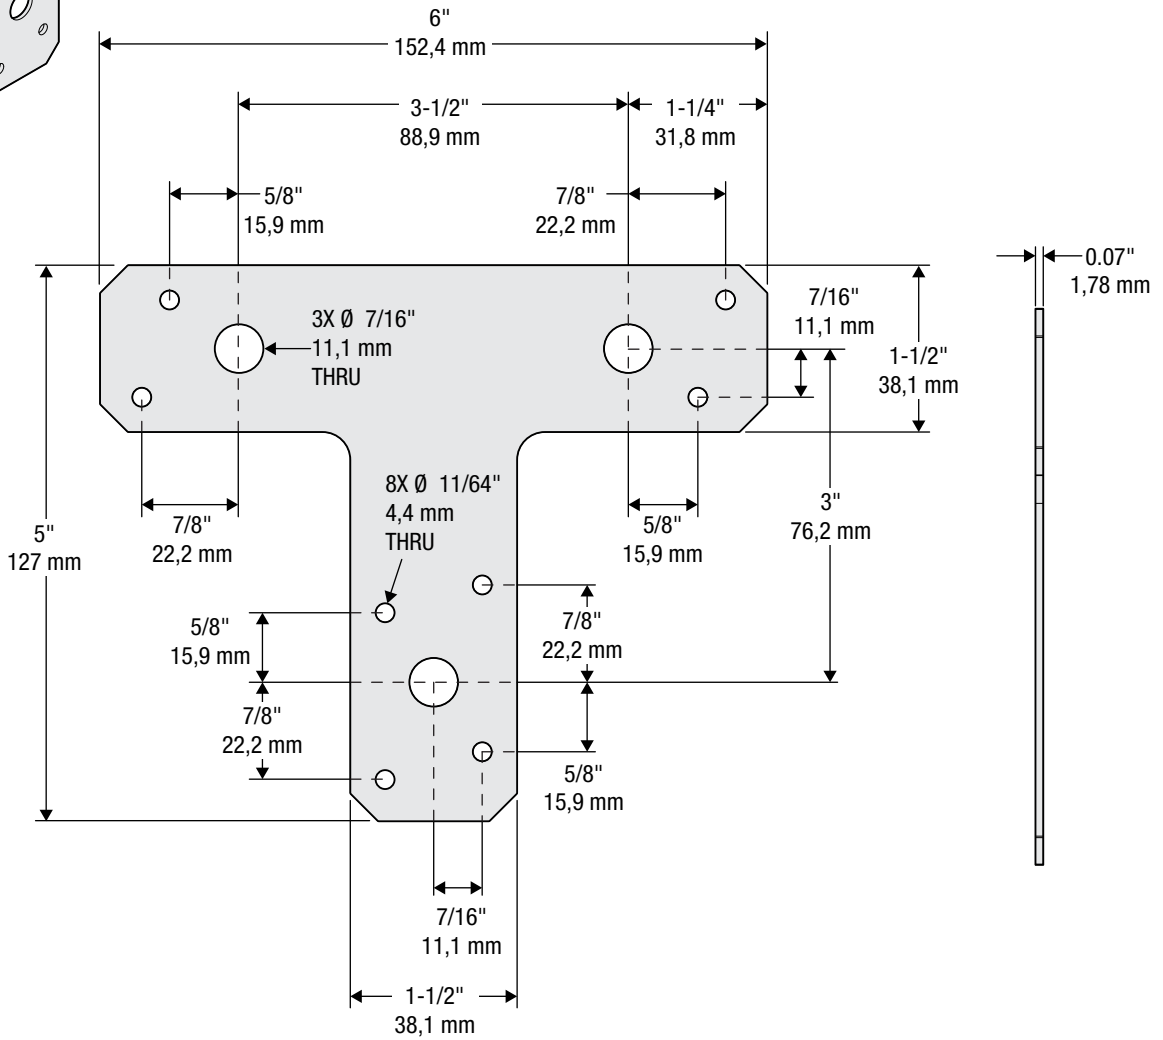 6"
152,4 mm
3-1/2"
88,9 mm
1-1/4"
31,8 mm
5/8"
15,9 mm
7/8"
22,2 mm
0.07"
1,78 mm
7/16"
11,1 mm
3X Ø 7/16"
11,1 mm
THRU
1-1/2"
38,1 mm
8X Ø 11/64"
4,4 mm
THRU
3"
76,2 mm
7/8"
22,2 mm
5/8"
15,9 mm
5"
127 mm
5/8"
15,9 mm
7/8"
22,2 mm
7/8"
22,2 mm
5/8"
15,9 mm
7/16"
11,1 mm
1-1/2"
38,1 mm